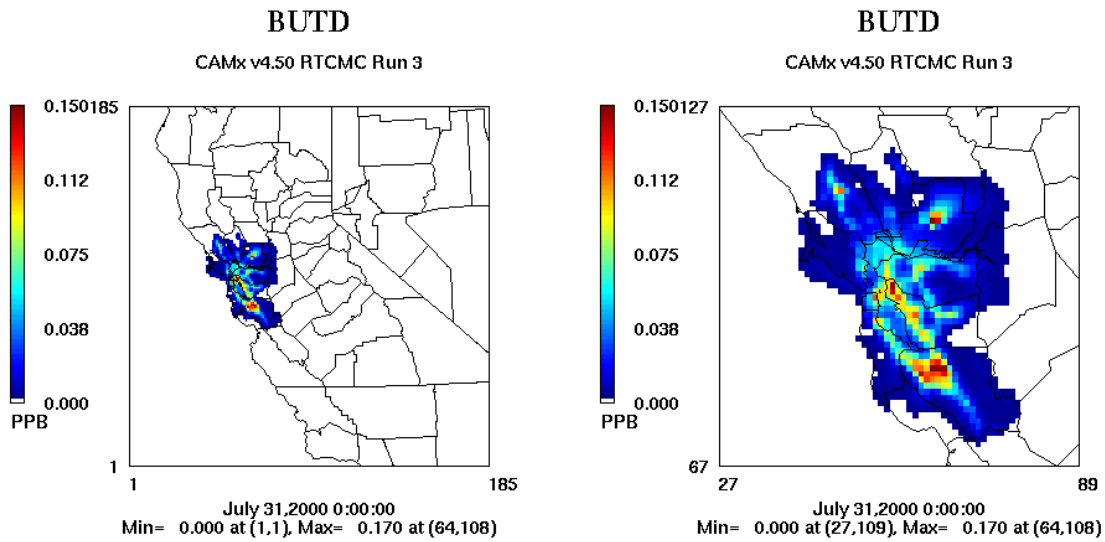 BUTD
CAMx v4.50 RTCMC Run 3
0.150
0.112
0.075
0.038
0.000
PPB
185
1
1
185
July 31,2000 0:00:00
Min= 0.000 at (1,1), Max= 0.170 at (64,108)
BUTD
CAMx v4.50 RTCMC Run 3
0.150
0.112
0.075
0.038
0.000
PPB
127
67
27
89
July 31,2000 0:00:00
Min= 0.000 at (27,109), Max= 0.170 at (64,108)